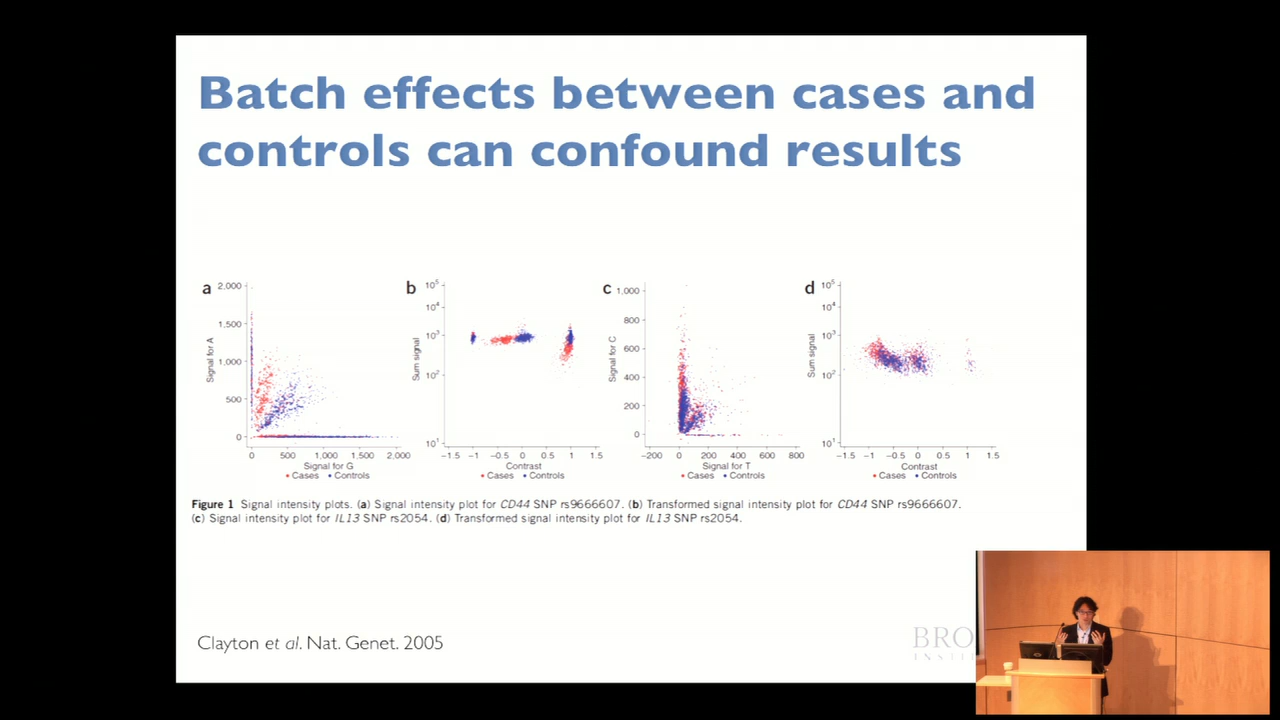 Batch effects between cases and
controls can confound results
a
2,000
1,500
1,000
500
0
Signal for A
0 500 1,000 1,500 2,000
Signal for G
Cases Controls
b
10⁵
10⁴
10³
10²
10¹
Sum signal
−1.5 −1 −0.5 0 0.5 1 1.5
Contrast
Cases Controls
c
1,000
800
600
400
200
0
Signal for C
−200 0 200 400 600 800
Signal for T
Cases Controls
d
10⁵
10⁴
10³
10²
10¹
Sum signal
−1.5 −1 −0.5 0 0.5 1 1.5
Contrast
Cases Controls
Figure 1 Signal intensity plots. (a) Signal intensity plot for CD44 SNP rs9666607. (b) Transformed signal intensity plot for CD44 SNP rs9666607.
(c) Signal intensity plot for IL13 SNP rs2054. (d) Transformed signal intensity plot for IL13 SNP rs2054.
Clayton et al. Nat. Genet. 2005
BRO
INSTI